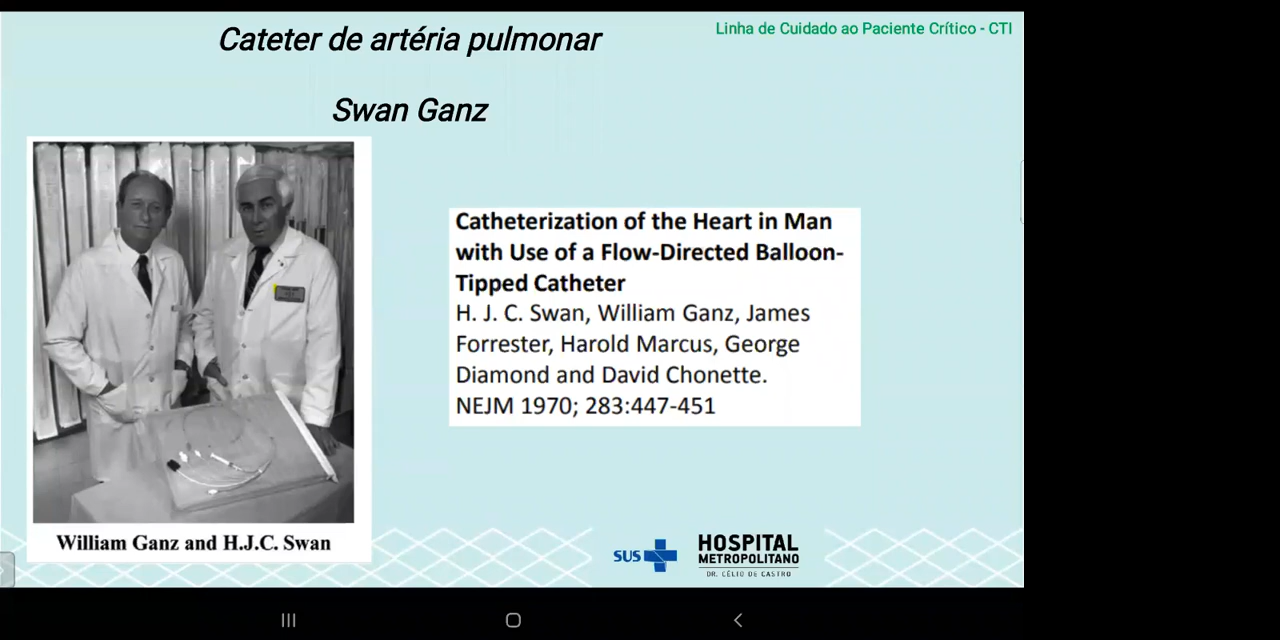 Cateter de artéria pulmonar
Linha de Cuidado ao Paciente Crítico - CTI
Swan Ganz
Catheterization of the Heart in Man
with Use of a Flow-Directed Balloon-
Tipped Catheter
H. J. C. Swan, William Ganz, James
Forrester, Harold Marcus, George
Diamond and David Chonette.
NEJM 1970; 283:447-451
William Ganz and H.J.C. Swan
SUS
HOSPITAL
METROPOLITANO
DR. CÉLIO DE CASTRO